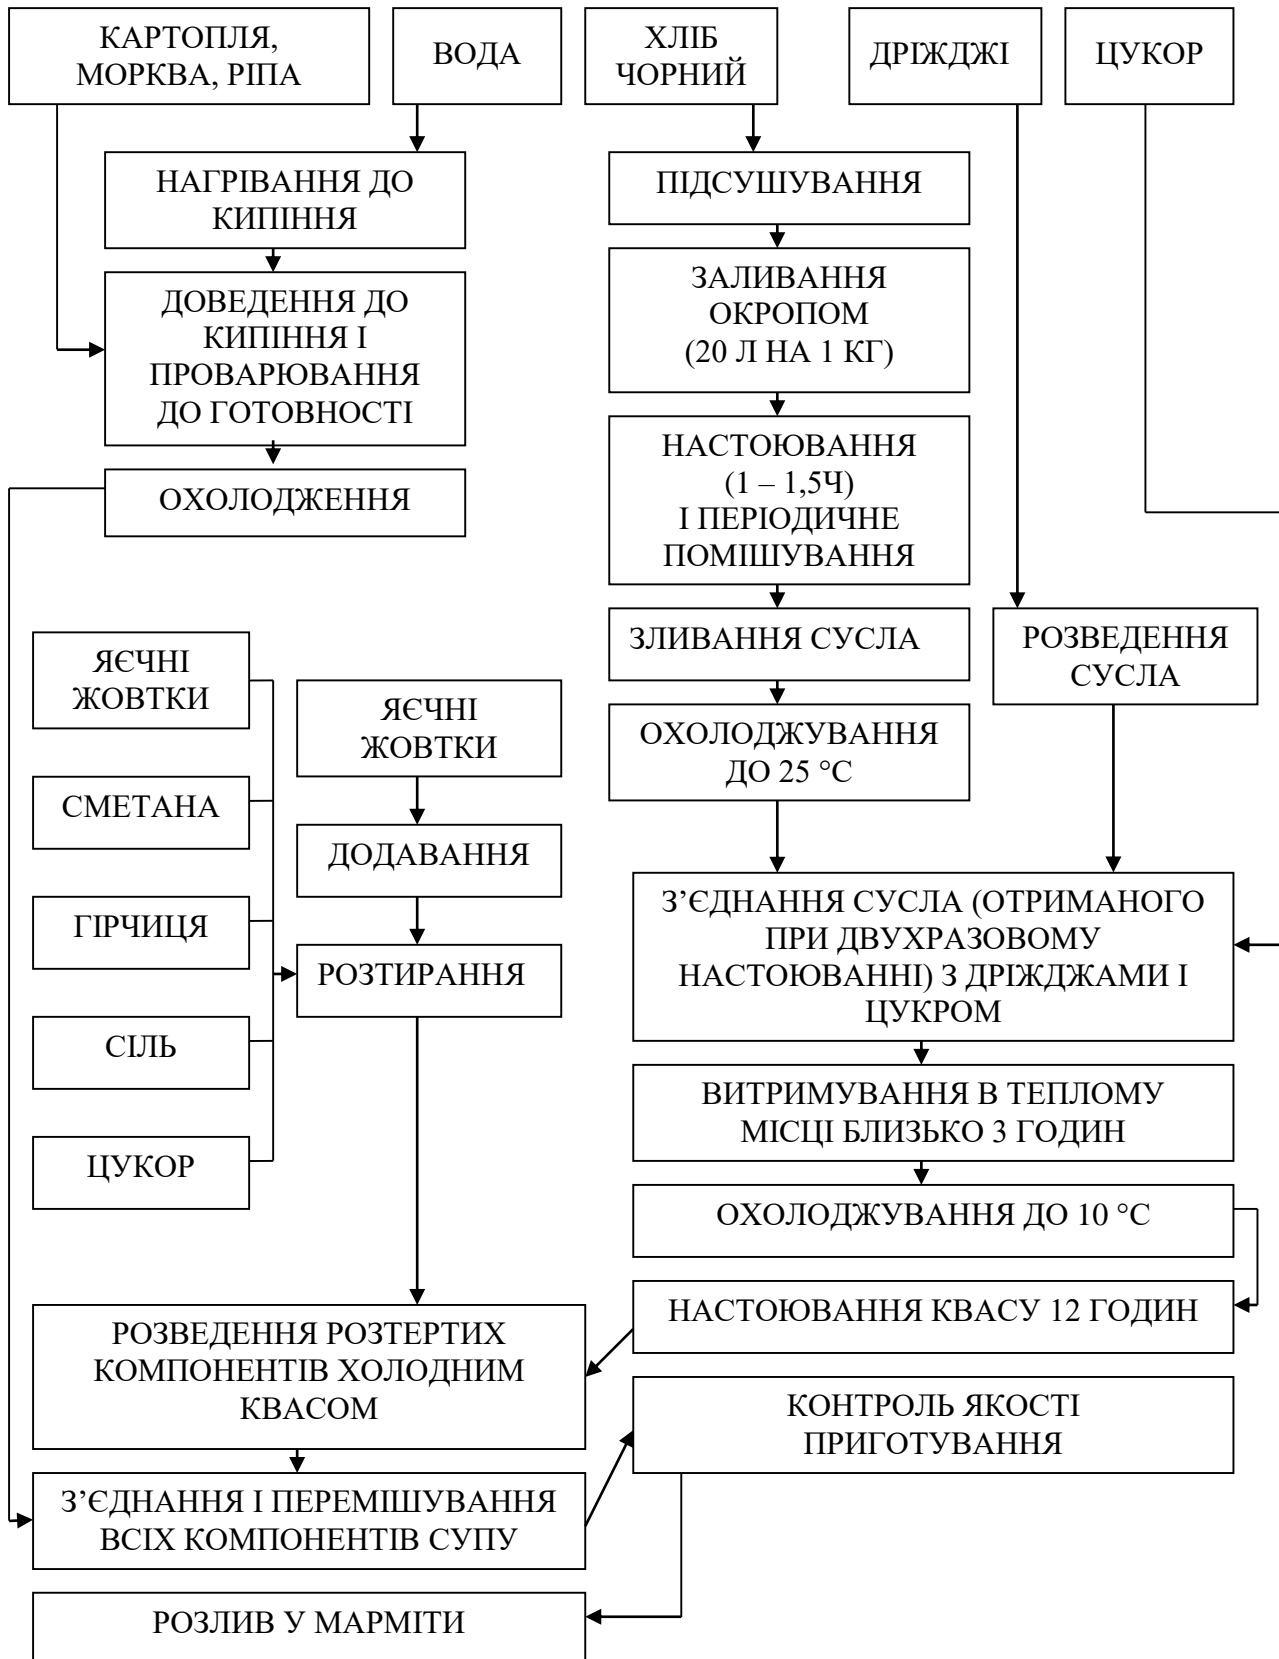 КАРТОПЛЯ,
МОРКВА, РІПА
ВОДА
ХЛІБ
ЧОРНИЙ
ДРІЖДЖІ
ЦУКОР
НАГРІВАННЯ ДО
КИПІННЯ
ДОВЕДЕННЯ ДО
КИПІННЯ І
ПРОВАРЮВАННЯ
ДО ГОТОВНОСТІ
ОХОЛОДЖЕННЯ
ПІДСУШУВАННЯ
ЗАЛИВАННЯ
ОКРОПОМ
(20 Л НА 1 КГ)
НАСТОЮВАННЯ
(1 – 1,5Ч)
І ПЕРІОДИЧНЕ
ПОМІШУВАННЯ
ЗЛИВАННЯ СУСЛА
РОЗВЕДЕННЯ
СУСЛА
ОХОЛОДЖУВАННЯ
ДО 25 °С
ЯЄЧНІ
ЖОВТКИ
СМЕТАНА
ГІРЧИЦЯ
СІЛЬ
ЦУКОР
ЯЄЧНІ
ЖОВТКИ
ДОДАВАННЯ
РОЗТИРАННЯ
З’ЄДНАННЯ СУСЛА (ОТРИМАНОГО
ПРИ ДВУХРАЗОВОМУ
НАСТОЮВАННІ) З ДРІЖДЖАМИ І
ЦУКРОМ
ВИТРИМУВАННЯ В ТЕПЛОМУ
МІСЦІ БЛИЗЬКО 3 ГОДИН
ОХОЛОДЖУВАННЯ ДО 10 °С
НАСТОЮВАННЯ КВАСУ 12 ГОДИН
РОЗВЕДЕННЯ РОЗТЕРТИХ
КОМПОНЕНТІВ ХОЛОДНИМ
КВАСОМ
КОНТРОЛЬ ЯКОСТІ
ПРИГОТУВАННЯ
З’ЄДНАННЯ І ПЕРЕМІШУВАННЯ
ВСІХ КОМПОНЕНТІВ СУПУ
РОЗЛИВ У МАРМІТИ